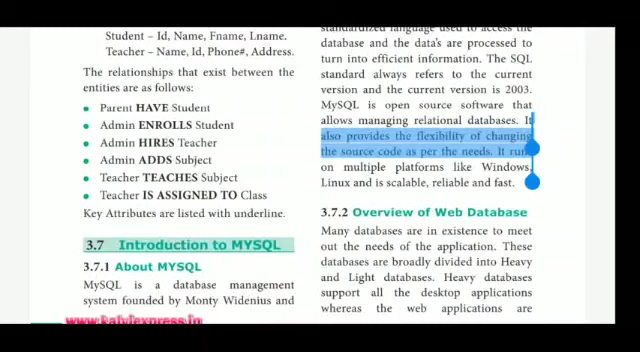 Student – Id, Name, Fname, Lname.
Teacher – Name, Id, Phone#, Address.
The relationships that exist between the
entities are as follows:
● Parent HAVE Student
● Admin ENROLLS Student
● Admin HIRES Teacher
● Admin ADDS Subject
● Teacher TEACHES Subject
● Teacher IS ASSIGNED TO Class
Key Attributes are listed with underline.
3.7 Introduction to MYSQL
3.7.1 About MYSQL
MySQL is a database management
system founded by Monty Widenius and
www.kalviexpress.in
standardized language used to access the
database and the data's are processed to
turn into efficient information. The SQL
standard always refers to the current
version and the current version is 2003.
MySQL is open source software that
allows managing relational databases. It
also provides the flexibility of changing
the source code as per the needs. It runs
on multiple platforms like Windows,
Linux and is scalable, reliable and fast.
3.7.2 Overview of Web Database
Many databases are in existence to meet
out the needs of the application. These
databases are broadly divided into Heavy
and Light databases. Heavy databases
support all the desktop applications
whereas the web applications are